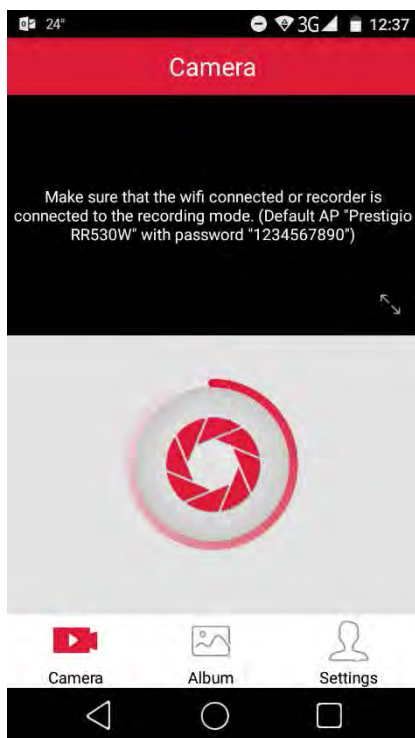 24° 3G 12:37
Camera
Make sure that the wifi connected or recorder is
connected to the recording mode. (Default AP "Prestigio
RR530W" with password "1234567890")
Camera Album Settings